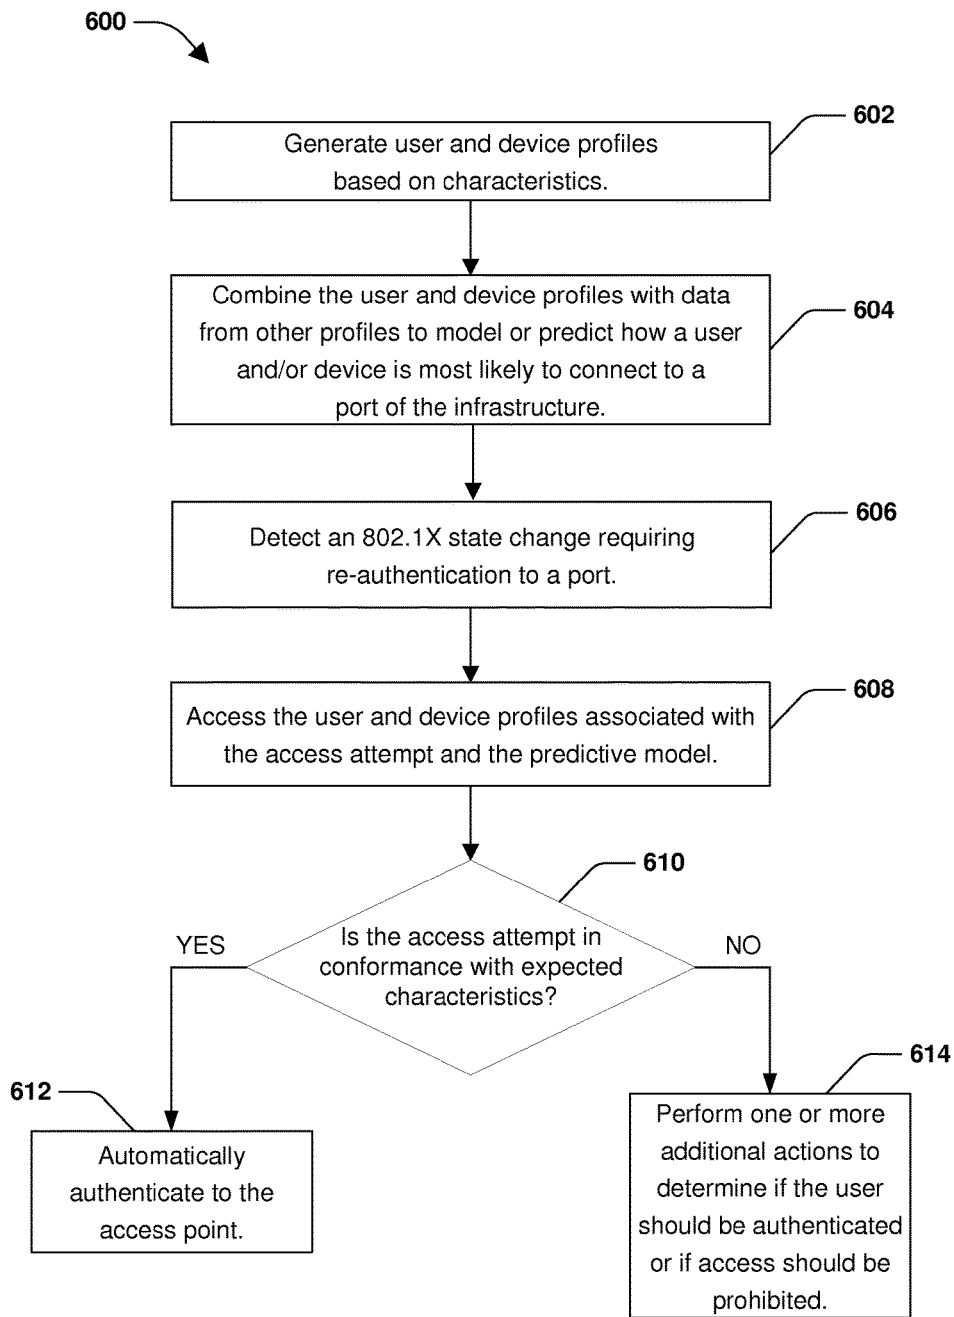 600
602
Generate user and device profiles
based on characteristics.
Combine the user and device profiles with data
from other profiles to model or predict how a user
and/or device is most likely to connect to a
port of the infrastructure.
604
606
Detect an 802.1X state change requiring
re-authentication to a port.
608
Access the user and device profiles associated with
the access attempt and the predictive model.
610
YES
NO
Is the access attempt in
conformance with expected
characteristics?
612
Automatically
authenticate to the
access point.
614
Perform one or more
additional actions to
determine if the user
should be authenticated
or if access should be
prohibited.